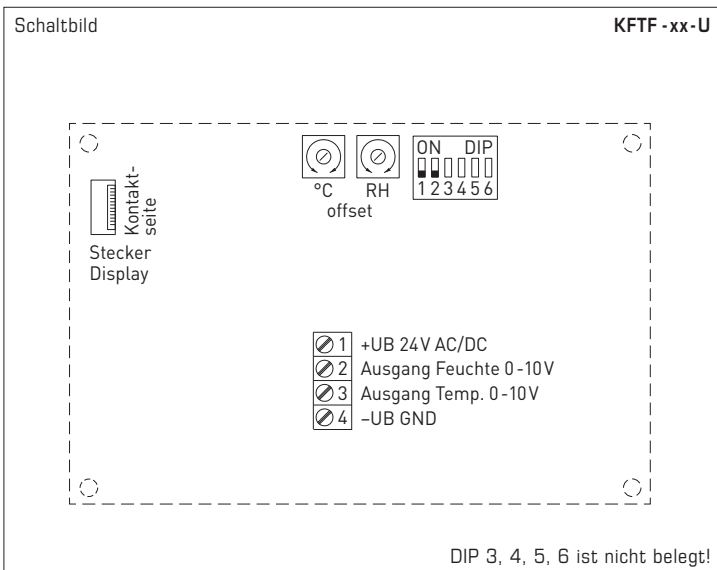 Schaltbild
KFTF - xx - U
ON DIP
1 2 3 4 5 6
°C RH
offset
Kontakt-
seite
Stecker
Display
1 +UB 24V AC/DC
2 Ausgang Feuchte 0 -10V
3 Ausgang Temp. 0 -10V
4 –UB GND
DIP 3, 4, 5, 6 ist nicht belegt!